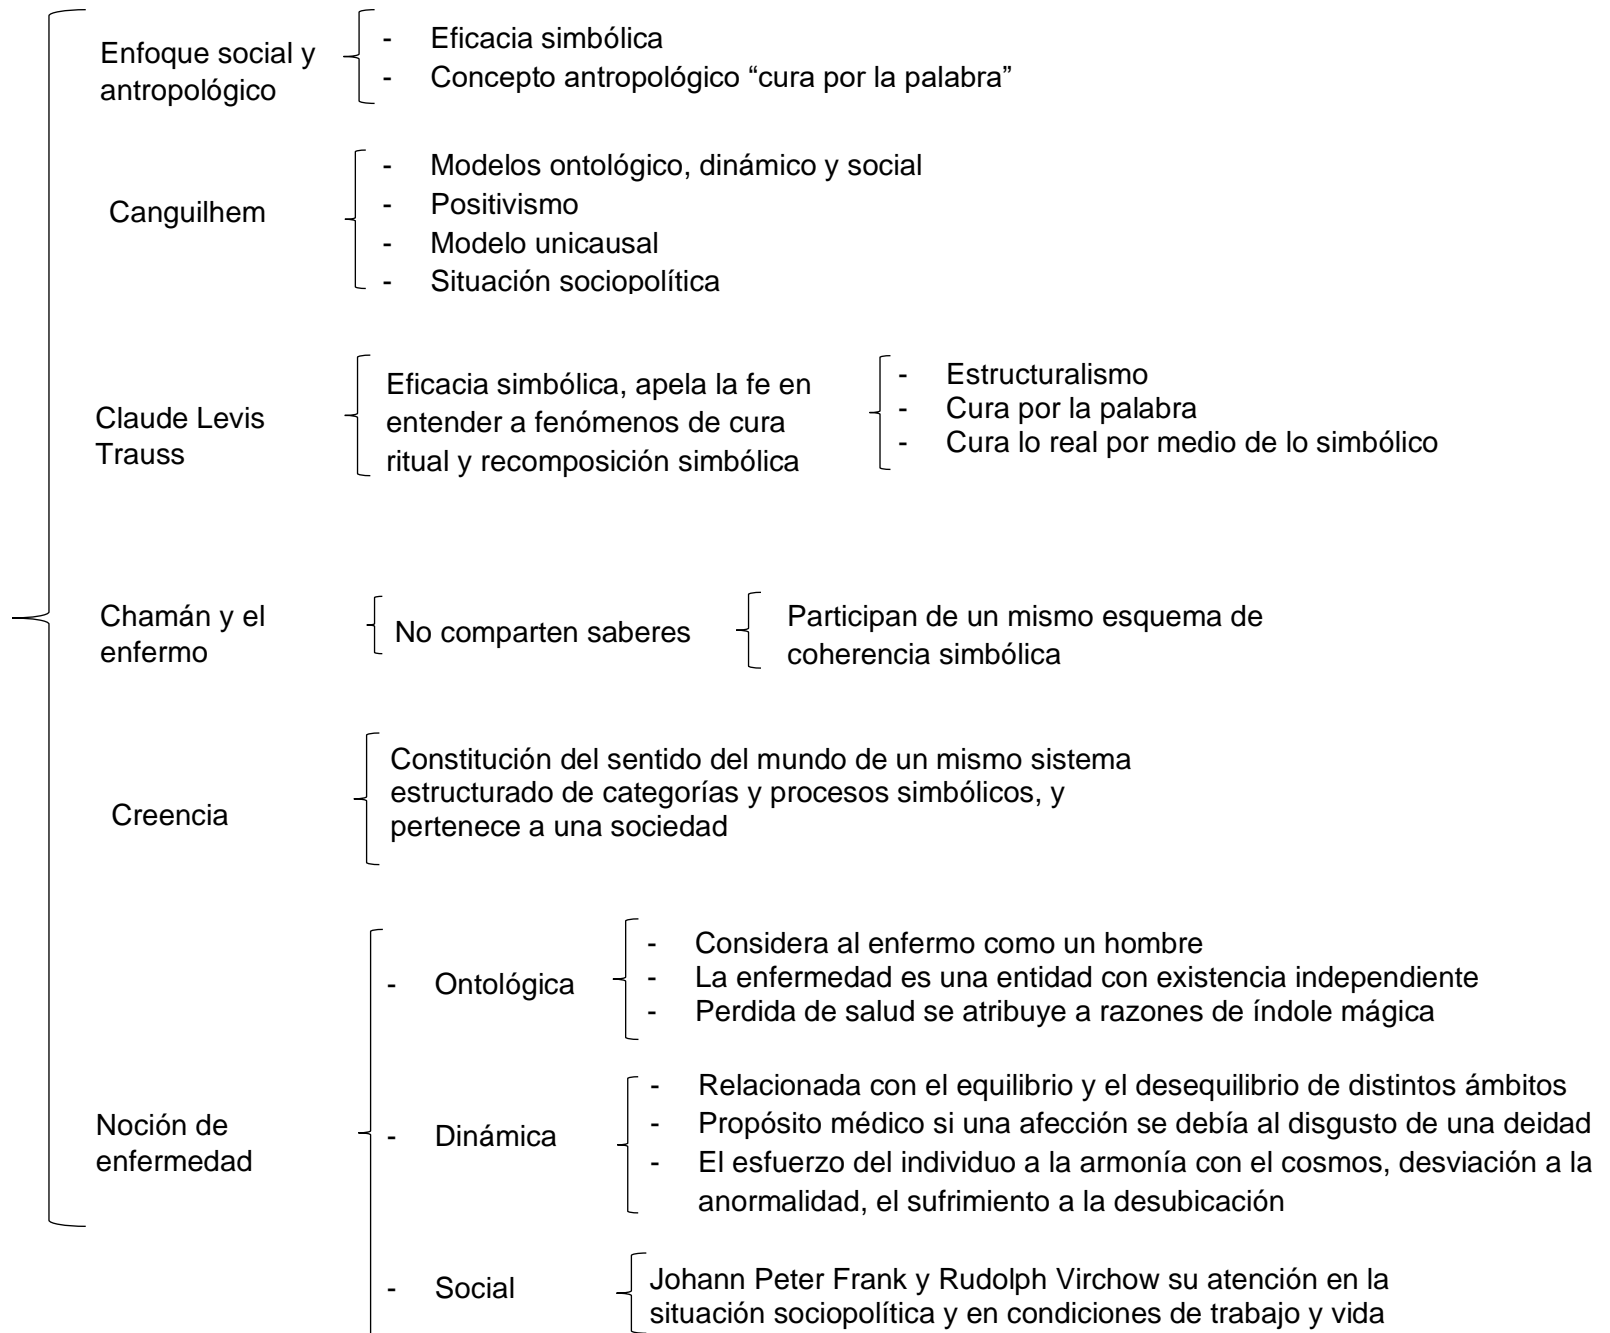 Enfoque social y
antropológico
- Eficacia simbólica
- Concepto antropológico “cura por la palabra”
Canguilhem
- Modelos ontológico, dinámico y social
- Positivismo
- Modelo unicausal
- Situación sociopolítica
Claude Levis
Trauss
Eficacia simbólica, apela la fe en
entender a fenómenos de cura
ritual y recomposición simbólica
- Estructuralismo
- Cura por la palabra
- Cura lo real por medio de lo simbólico
Chamán y el
enfermo
No comparten saberes
Participan de un mismo esquema de
coherencia simbólica
Creencia
Constitución del sentido del mundo de un mismo sistema
estructurado de categorías y procesos simbólicos, y
pertenece a una sociedad
Noción de
enfermedad
- Ontológica
- Considera al enfermo como un hombre
- La enfermedad es una entidad con existencia independiente
- Perdida de salud se atribuye a razones de índole mágica
- Dinámica
- Relacionada con el equilibrio y el desequilibrio de distintos ámbitos
- Propósito médico si una afección se debía al disgusto de una deidad
- El esfuerzo del individuo a la armonía con el cosmos, desviación a la
anormalidad, el sufrimiento a la desubicación
- Social
Johann Peter Frank y Rudolph Virchow su atención en la
situación sociopolítica y en condiciones de trabajo y vida